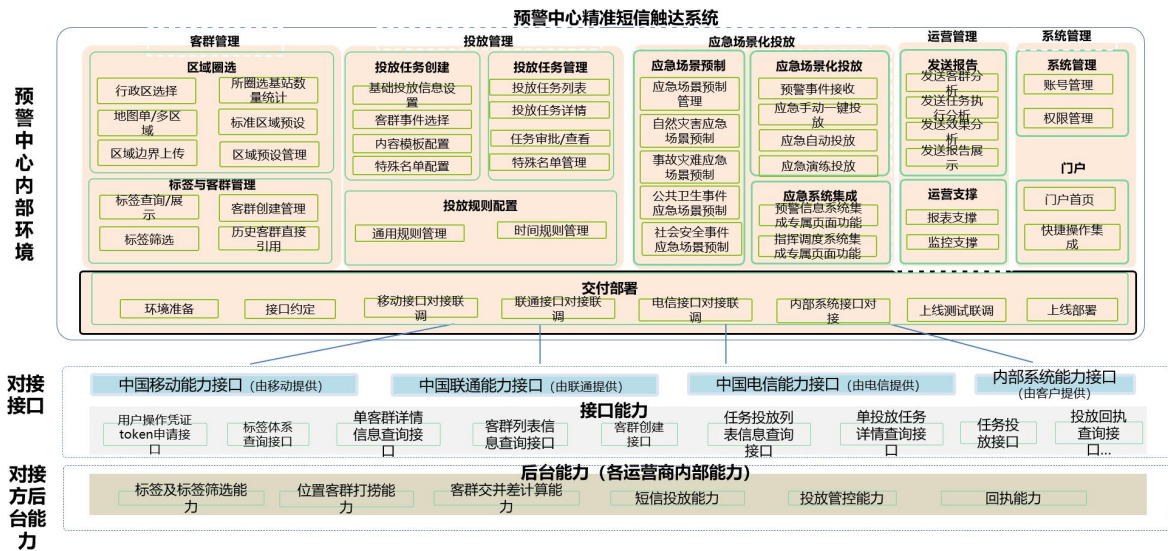 预警中心精准短信触达系统
预警中心内部环境
客群管理
区域圈选
行政区选择
所圈选基站数
量统计
地图单/多区
域
标准区域预设
区域边界上传
区域预设管理
标签与客群管理
标签查询/展
示
客群创建管理
标签筛选
历史客群直接
引用
投放管理
投放任务创建
基础投放信息设
置
客群事件选择
内容模板配置
特殊名单配置
投放任务管理
投放任务列表
投放任务详情
任务审批/查看
特殊名单管理
投放规则配置
通用规则管理
时间规则管理
应急场景化投放
应急场景预制
应急场景预制
管理
自然灾害应急
场景预制
事故灾难应急
场景预制
公共卫生事件
应急场景预制
社会安全事件
应急场景预制
应急场景化投放
预警事件接收
应急手动一键投
放
应急自动投放
应急演练投放
应急系统集成
预警信息系统集
成专属页面功能
指挥调度系统集
成专属页面功能
运营管理
发送报告
发送客群分
析
发送任务执
行分析
发送效果分
析
发送报告展
示
运营支撑
报表支撑
监控支撑
系统管理
系统管理
账号管理
权限管理
门户
门户首页
快捷操作集
成
交付部署
环境准备
接口约定
移动接口对接联
调
联通接口对接联
调
电信接口对接联
调
内部系统接口对
接
上线测试联调
上线部署
对接
接口
中国移动能力接口 (由移动提供)
中国联通能力接口 (由联通提供)
中国电信能力接口 (由电信提供)
内部系统能力接口
(由客户提供)
接口能力
用户操作凭证
token申请接
口
标签体系
查询接口
单客群详情
信息查询接
口
客群列表信
息查询接口
客群创建
接口
任务投放列
表信息查询
接口
单投放任务
详情查询接
口
任务投
放接口
投放回执
查询接
口...
对接
方后
台能
力
后台能力（各运营商内部能力）
标签及标签筛选能
力
位置客群打捞能
力
客群交并差计算能
力
短信投放能力
投放管控能力
回执能力